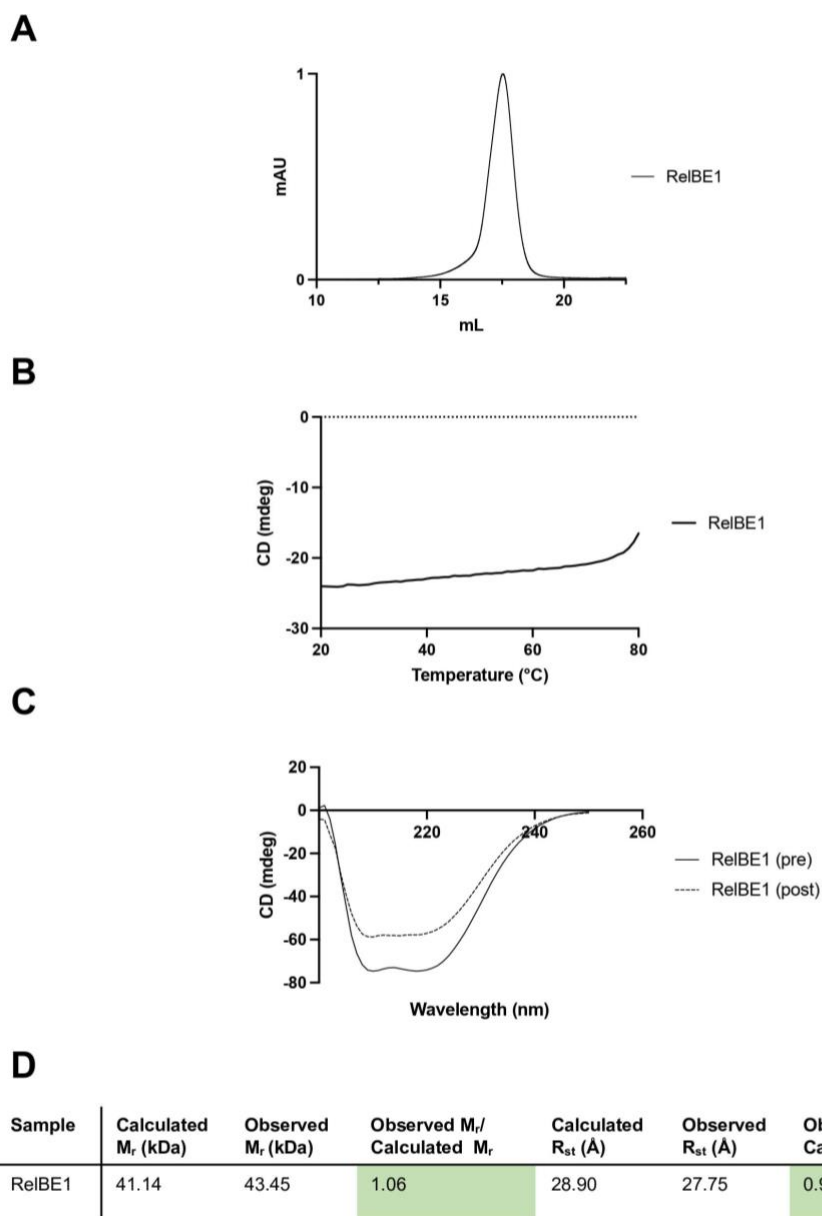 A
1
mAU
RelBE1
0
10 15 20
mL
B
0
-10
CD (mdeg)
RelBE1
-20
-30
20 40 60 80
Temperature (°C)
C
20
0
220 240 260
-20
CD (mdeg)
RelBE1 (pre)
RelBE1 (post)
-40
-60
-80
Wavelength (nm)
D
Sample Calculated Observed Observed Mr/ Calculated Observed
Mr (kDa) Mr (kDa) Calculated Mr Rst (Å) Rst (Å)
RelBE1 41.14 43.45 1.06 28.90 27.75